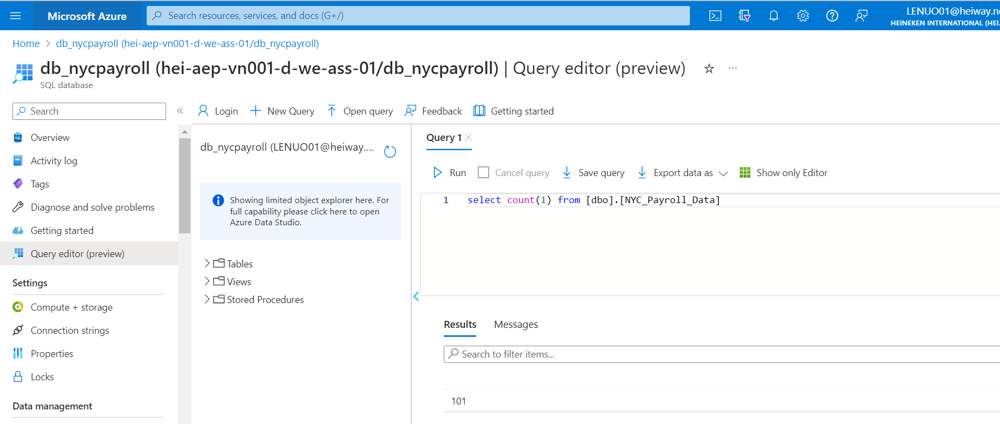 Microsoft Azure
Search resources, services, and docs (G+/)
LENUO01@heiway.n
HEINEKEN INTERNATIONAL (HEI.
Home > db_nycpayroll (hei-aep-vn001-d-we-ass-01/db_nycpayroll)
db_nycpayroll (hei-aep-vn001-d-we-ass-01/db_nycpayroll) | Query editor (preview)
SQL database
Search
Overview
Activity log
Tags
Diagnose and solve problems
Getting started
Query editor (preview)
Settings
Compute + storage
Connection strings
Properties
Locks
Data management
Login
New Query
Open query
Feedback
Getting started
db_nycpayroll (LENUO01@heiway....
Showing limited object explorer here. For
full capability please click here to open
Azure Data Studio.
Tables
Views
Stored Procedures
Query 1
Run
Cancel query
Save query
Export data as
Show only Editor
1 select count(1) from [dbo].[NYC_Payroll_Data]
Results
Messages
Search to filter items...
101